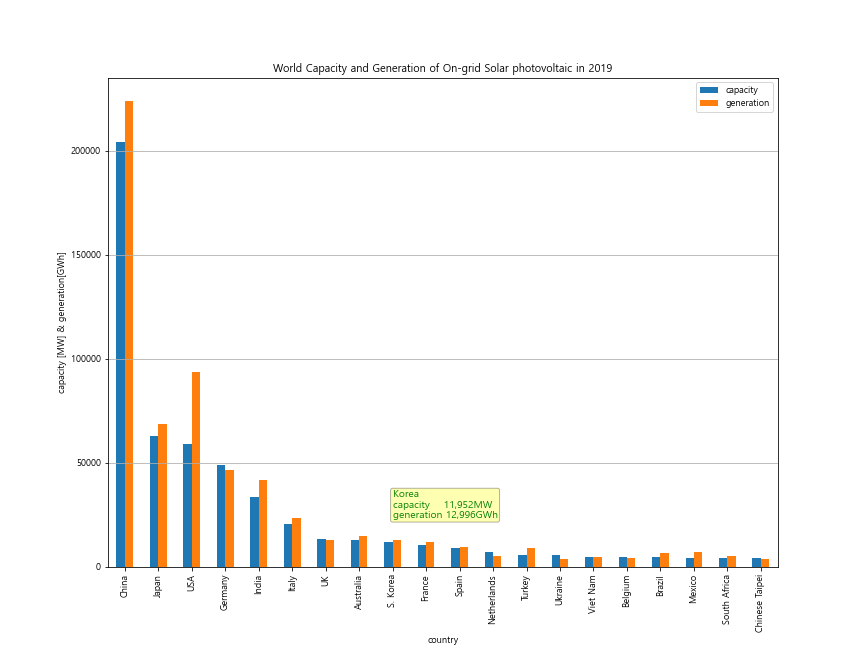 World Capacity and Generation of On-grid Solar photovoltaic in 2019
capacity
generation
capacity [MW] & generation[GWh]
200000
150000
100000
50000
0
Korea
capacity 11,952MW
generation 12,996GWh
China
Japan
USA
Germany
India
Italy
UK
Australia
S. Korea
France
Spain
Netherlands
Turkey
Ukraine
Viet Nam
Belgium
Brazil
Mexico
South Africa
Chinese Taipei
country